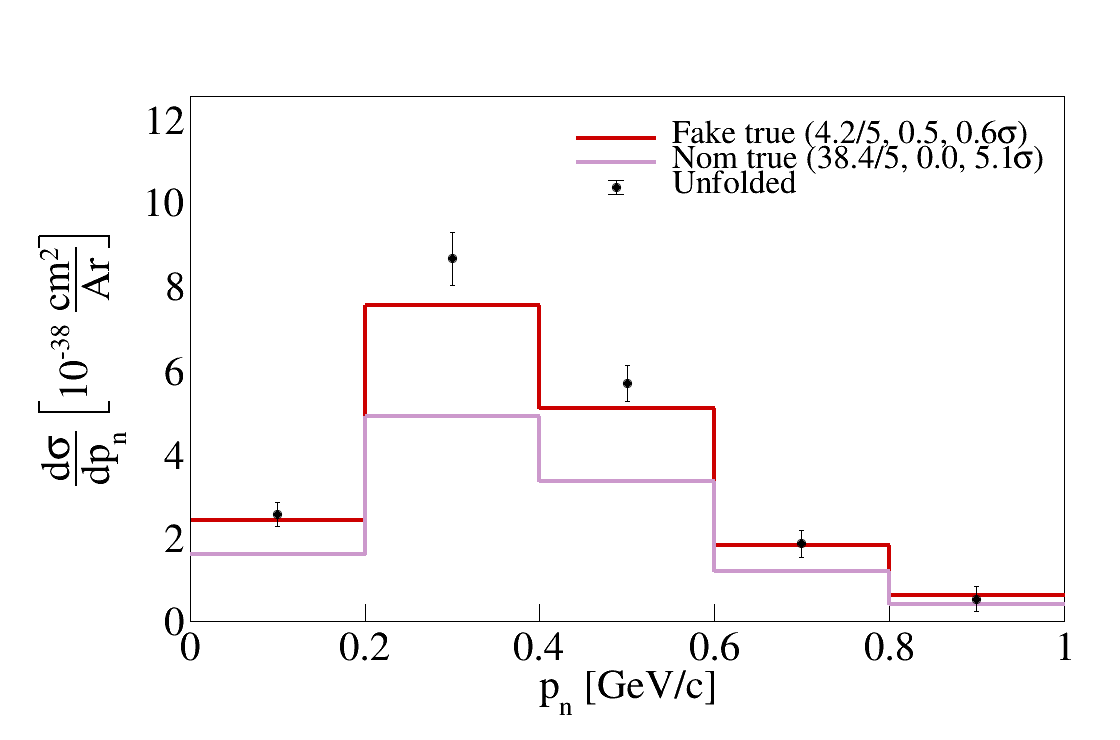 Fake true (4.2/5, 0.5, 0.6σ)
Nom true (38.4/5, 0.0, 5.1σ)
Unfolded
12
10
8
6
4
2
0
dσ/dpn [10-38 cm2/Ar]
0 0.2 0.4 0.6 0.8 1
pn [GeV/c]